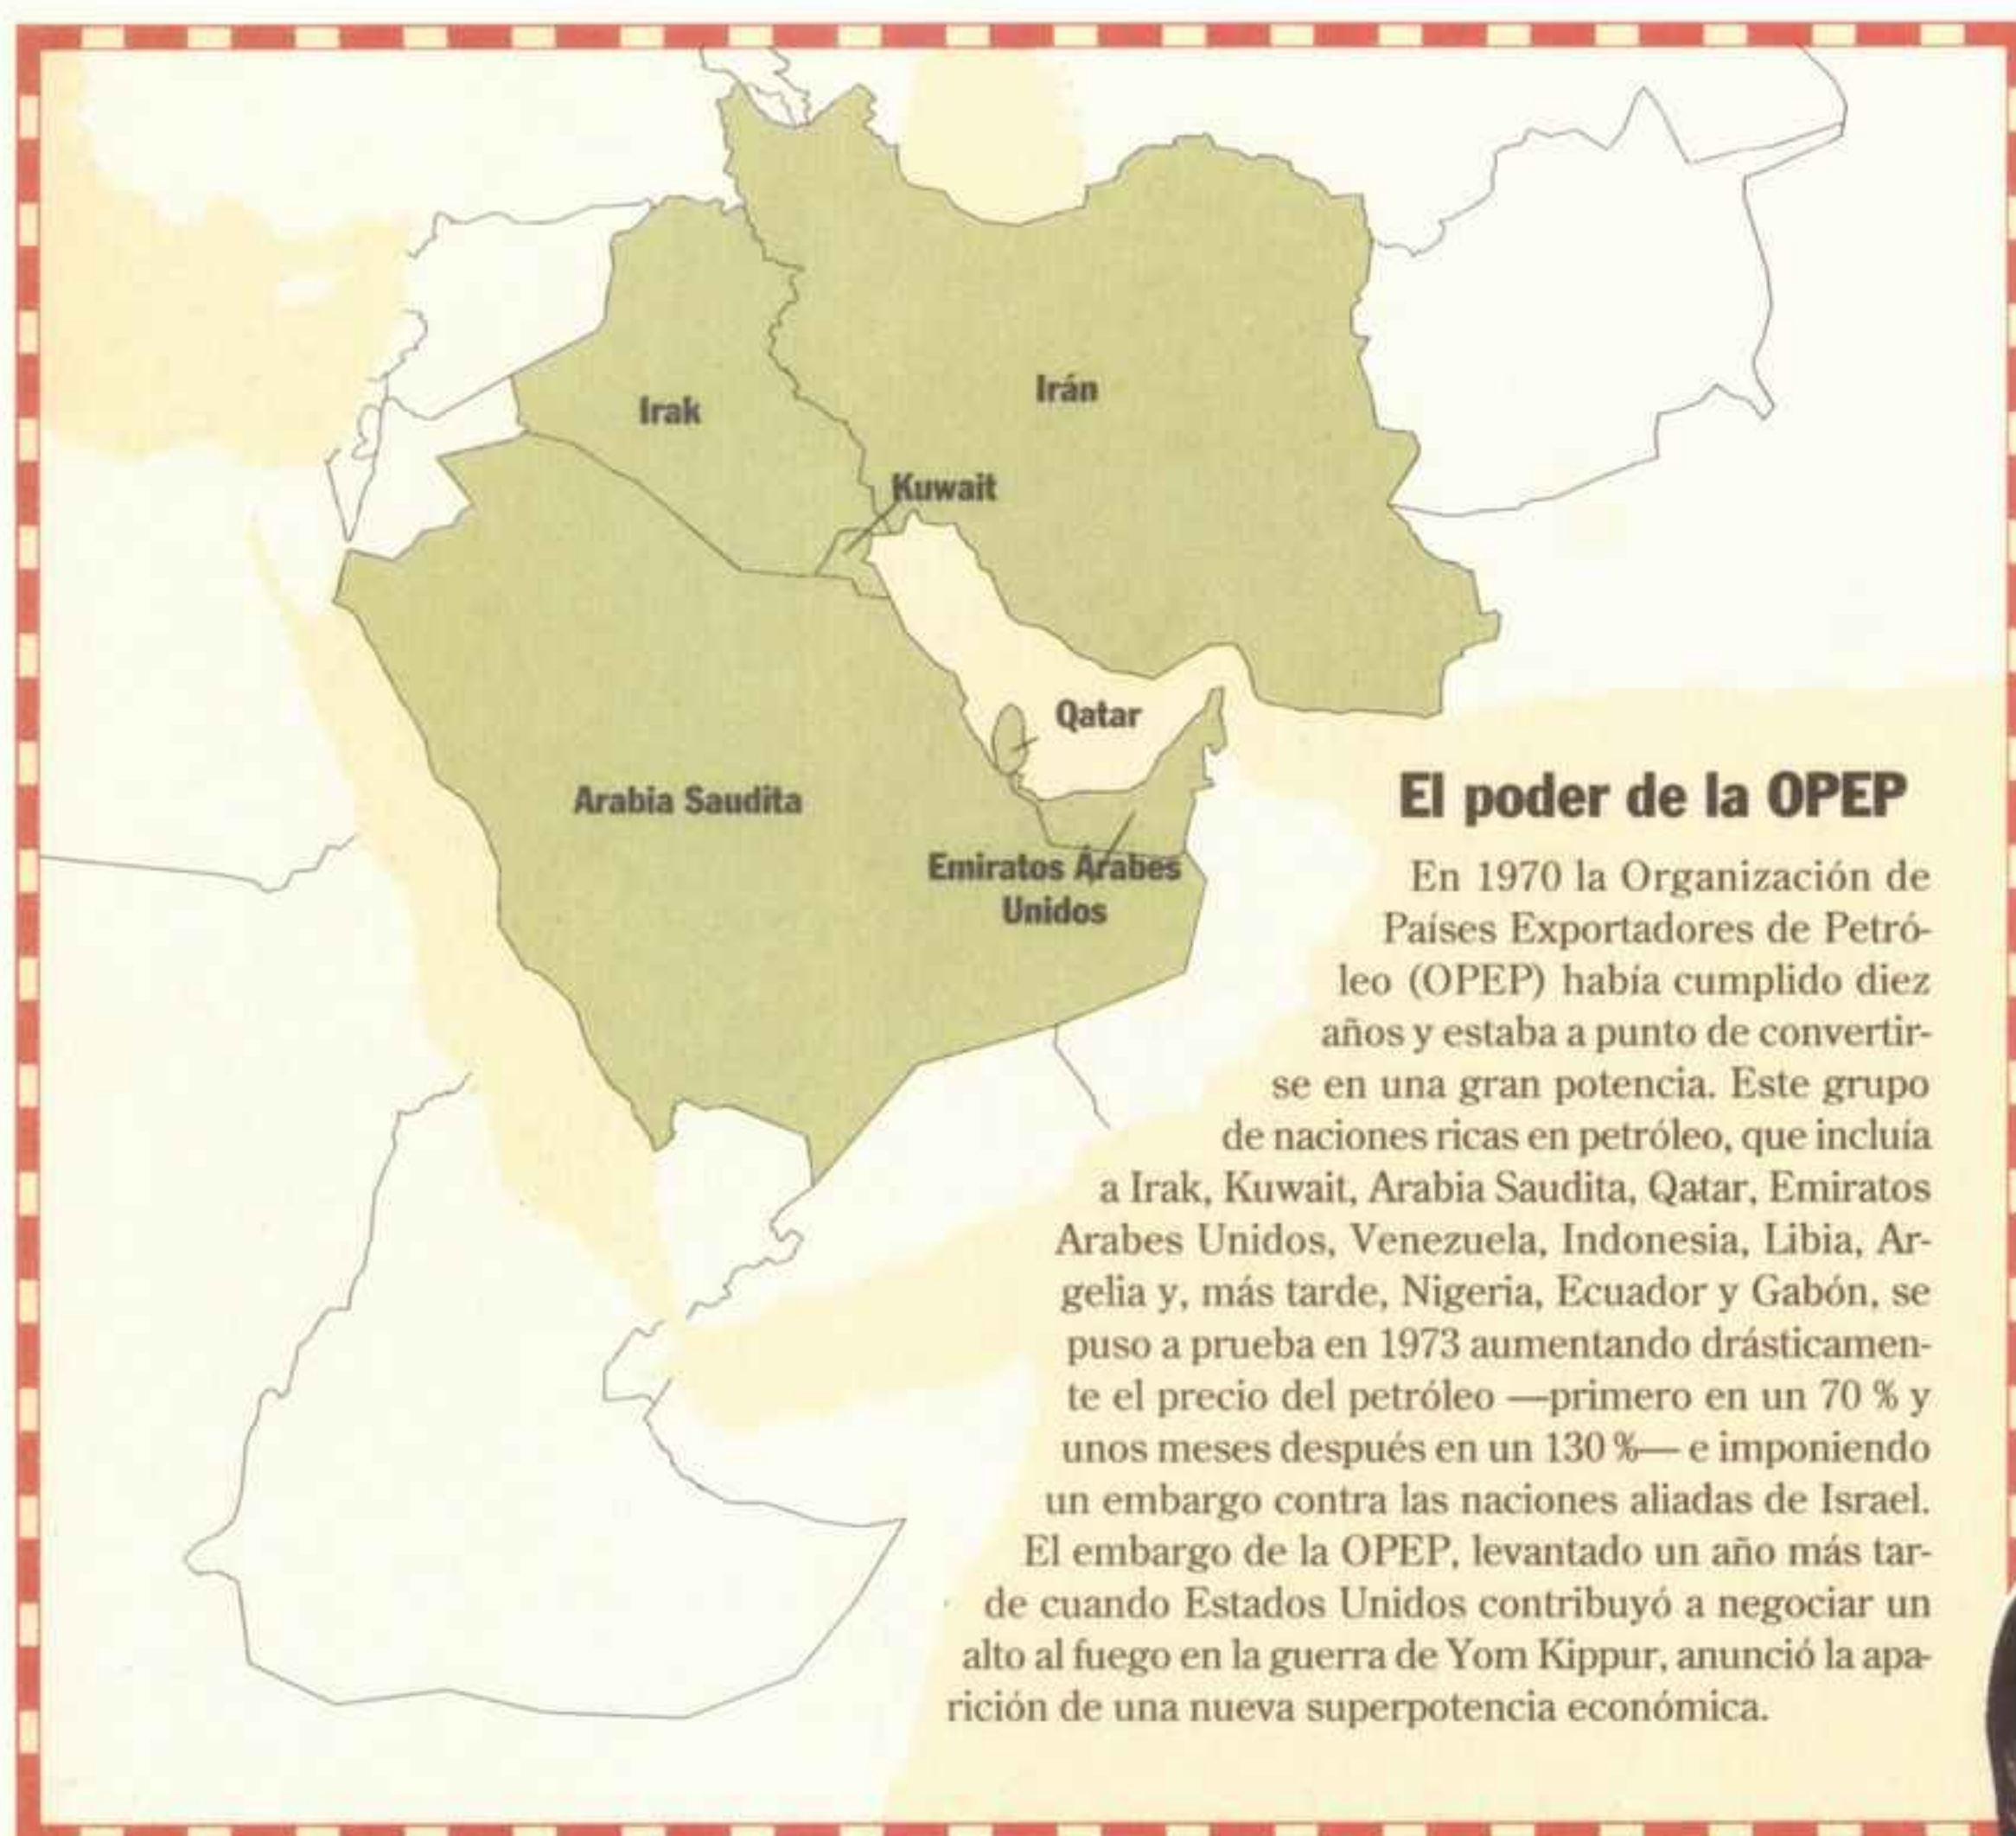 Irak
Irán
Kuwait
Qatar
Arabia Saudita
Emiratos Árabes
Unidos
El poder de la OPEP
En 1970 la Organización de
Países Exportadores de Petró-
leo (OPEP) había cumplido diez
años y estaba a punto de convertir-
se en una gran potencia. Este grupo
de naciones ricas en petróleo, que incluía
a Irak, Kuwait, Arabia Saudita, Qatar, Emiratos
Arabes Unidos, Venezuela, Indonesia, Libia, Ar-
gelia y, más tarde, Nigeria, Ecuador y Gabón, se
puso a prueba en 1973 aumentando drásticamen-
te el precio del petróleo —primero en un 70 % y
unos meses después en un 130 %— e imponiendo
un embargo contra las naciones aliadas de Israel.
El embargo de la OPEP, levantado un año más tar-
de cuando Estados Unidos contribuyó a negociar un
alto al fuego en la guerra de Yom Kippur, anunció la apa-
rición de una nueva superpotencia económica.